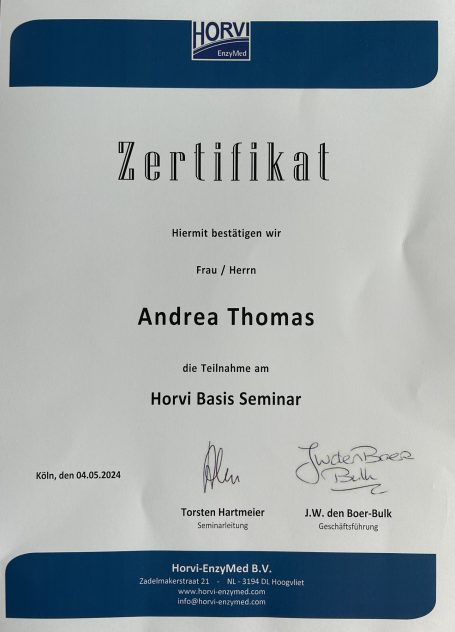 HORVI
EnzyMed
Zertifikat
Hiermit bestätigen wir
Frau / Herrn
Andrea Thomas
die Teilnahme am
Horvi Basis Seminar
Köln, den 04.05.2024
JWdenBoer
Bulk
Torsten Hartmeier
Seminarleitung
J.W. den Boer-Bulk
Geschäftsführung
Horvi-EnzyMed B.V.
Zadelmakerstraat 21 - NL - 3194 DL Hoogvliet
www.horvi-enzymed.com
info@horvi-enzymed.com